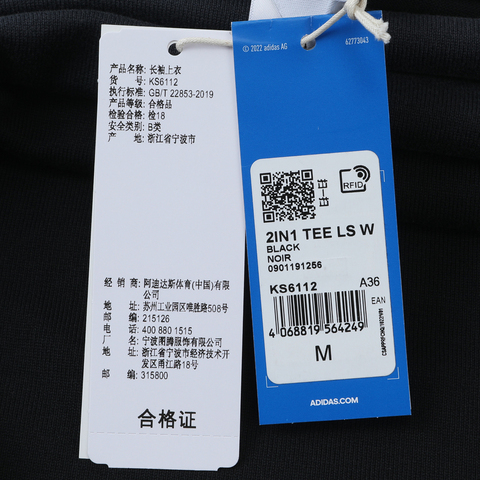 产品名称: 长袖上衣
货 号: KS6112
执行标准: GB/T 22853-2019
产品等级: 合格品
检验合格: 检18
安全类别: B类
产 地: 浙江省宁波市
经 销 商: 阿迪达斯体育(中国)有限
公司
地 址: 苏州工业园区唯胜路508号
邮 编: 215126
电 话: 400 880 1515
厂 名: 宁波图腾服饰有限公司
地 址: 浙江省宁波市经济技术开
发区甬江路18号
邮 编: 315800
合格证
© 2022 adidas AG
62773043
RFID
2IN1 TEE LS W
BLACK
NOIR
0901191256
KS6112
A36
EAN
4 068819 564249
M
ADIDAS.COM